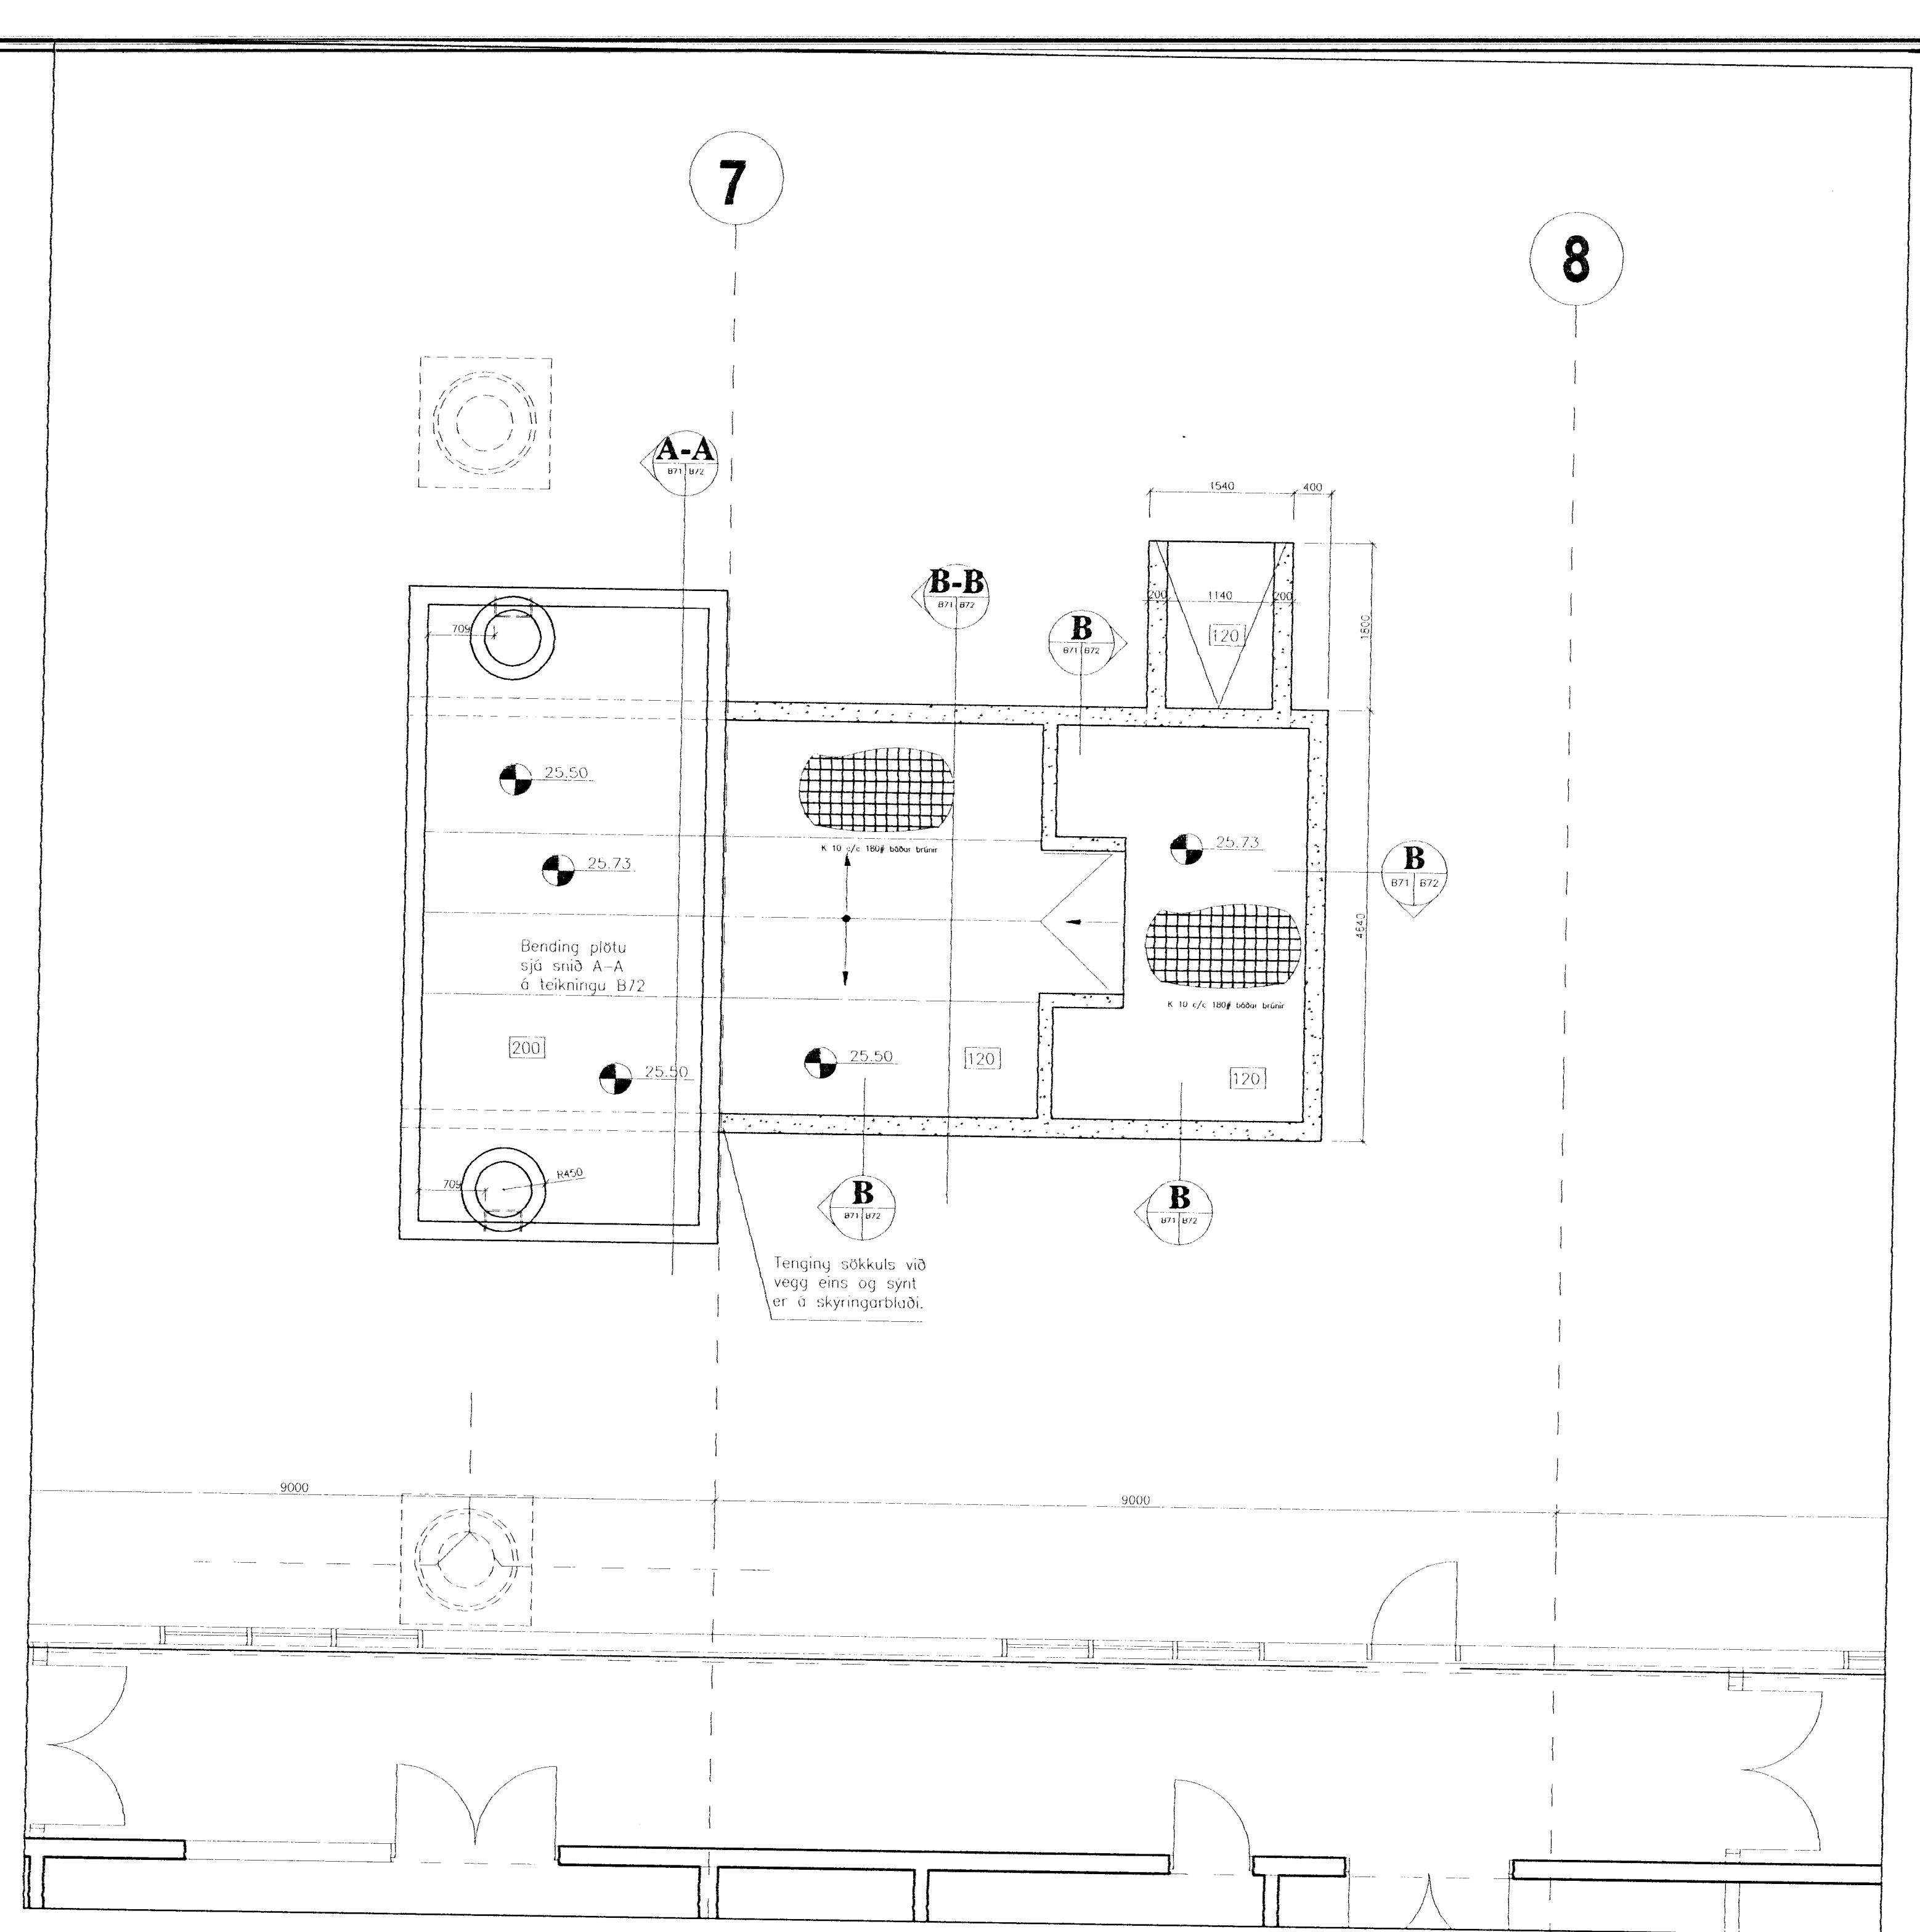 7
8
A-A
B71 B72
1540
400
B-B
B71 B72
B
B71 B72
200
1140
200
120
1800
709
25.50
K 10 c/c 180# báðar brúnir
25.73
25.73
B
B71 B72
4640
Bending plötu
sjá snið A-A
á teikningu B72
K 10 c/c 180# báðar brúnir
200
25.50
25.50
120
120
709
R450
B
B71 B72
B
B71 B72
Tenging sökkuls við
vegg eins og sýnt
er á skýringarblaði.
9000
9000